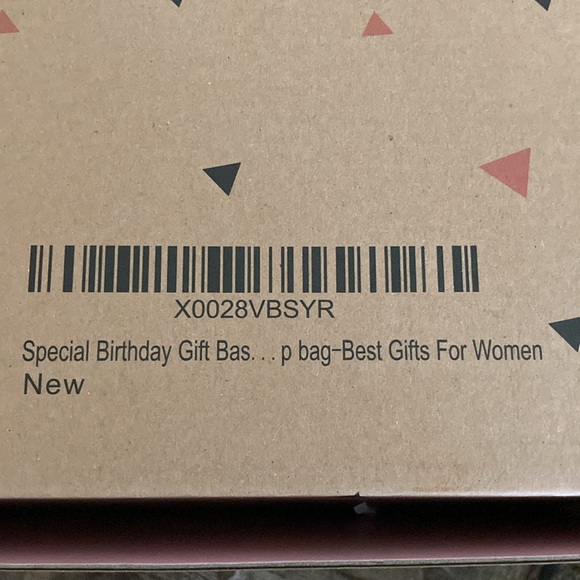 X0028VBSYR
Special Birthday Gift Bas...p bag-Best Gifts For Women
New